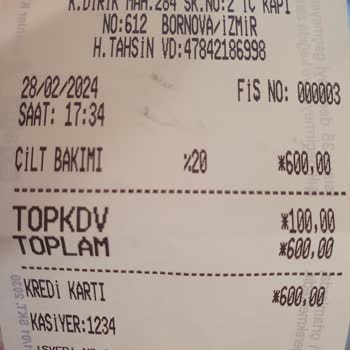 K.DİRİK MAH.284 SK.NO:2 İÇ KAPI
NO:612 BORNOVA/İZMİR
H.TAHSİN VD:47842186998
28/02/2024 FİŞ NO: 000003
SAAT: 17:34
CİLT BAKIMI %20 *600,00
TOPKDV *100,00
TOPLAM *600,00
KREDİ KARTI *600,00
KASİYER:1234